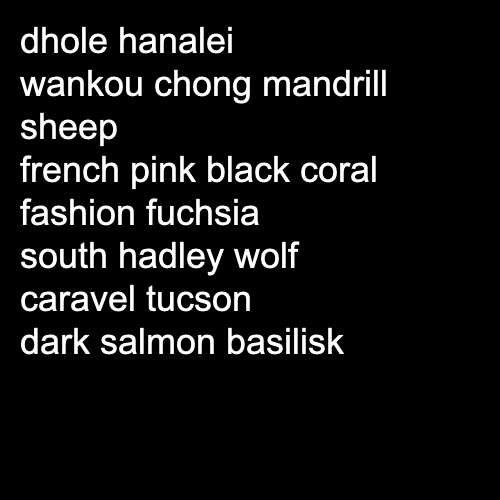 dhole hanalei
wankou chong mandrill
sheep
french pink black coral
fashion fuchsia
south hadley wolf
caravel tucson
dark salmon basilisk